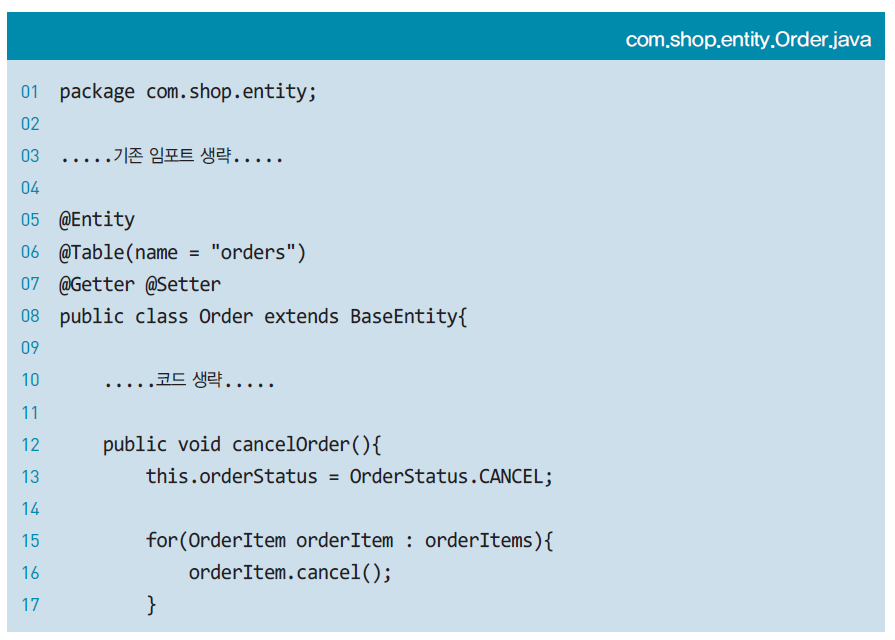 com.shop.entity.Order.java
01 package com.shop.entity;
02
03 .....기존 임포트 생략.....
04
05 @Entity
06 @Table(name = "orders")
07 @Getter @Setter
08 public class Order extends BaseEntity{
09
10     .....코드 생략.....
11
12     public void cancelOrder(){
13         this.orderStatus = OrderStatus.CANCEL;
14
15         for(OrderItem orderItem : orderItems){
16             orderItem.cancel();
17         }